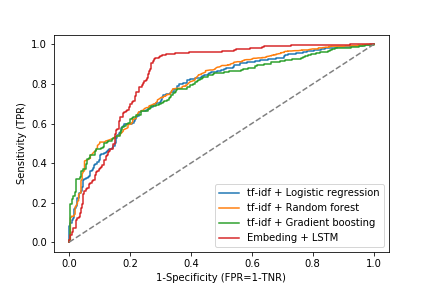 1.0
0.8
0.6
0.4
0.2
0.0
Sensitivity (TPR)
tf-idf + Logistic regression
tf-idf + Random forest
tf-idf + Gradient boosting
Embeding + LSTM
0.0 0.2 0.4 0.6 0.8 1.0
1-Specificity (FPR=1-TNR)